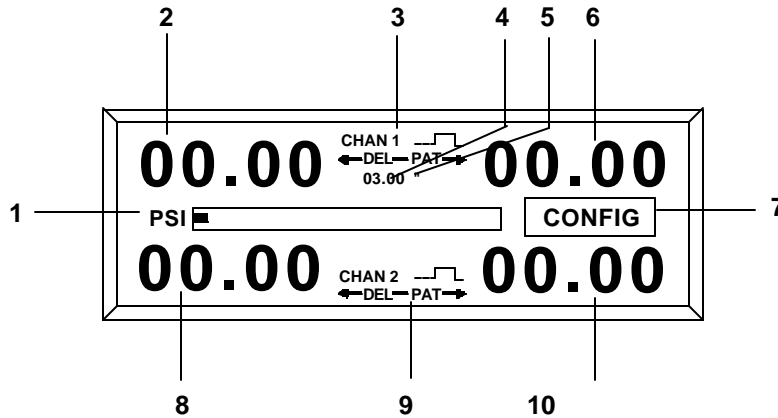 2 3 4 5 6
00.00 CHAN 1 00.00
DEL PAT
03.00 "
1 PSI CONFIG 7
00.00 CHAN 2 00.00
DEL PAT
8 9 10